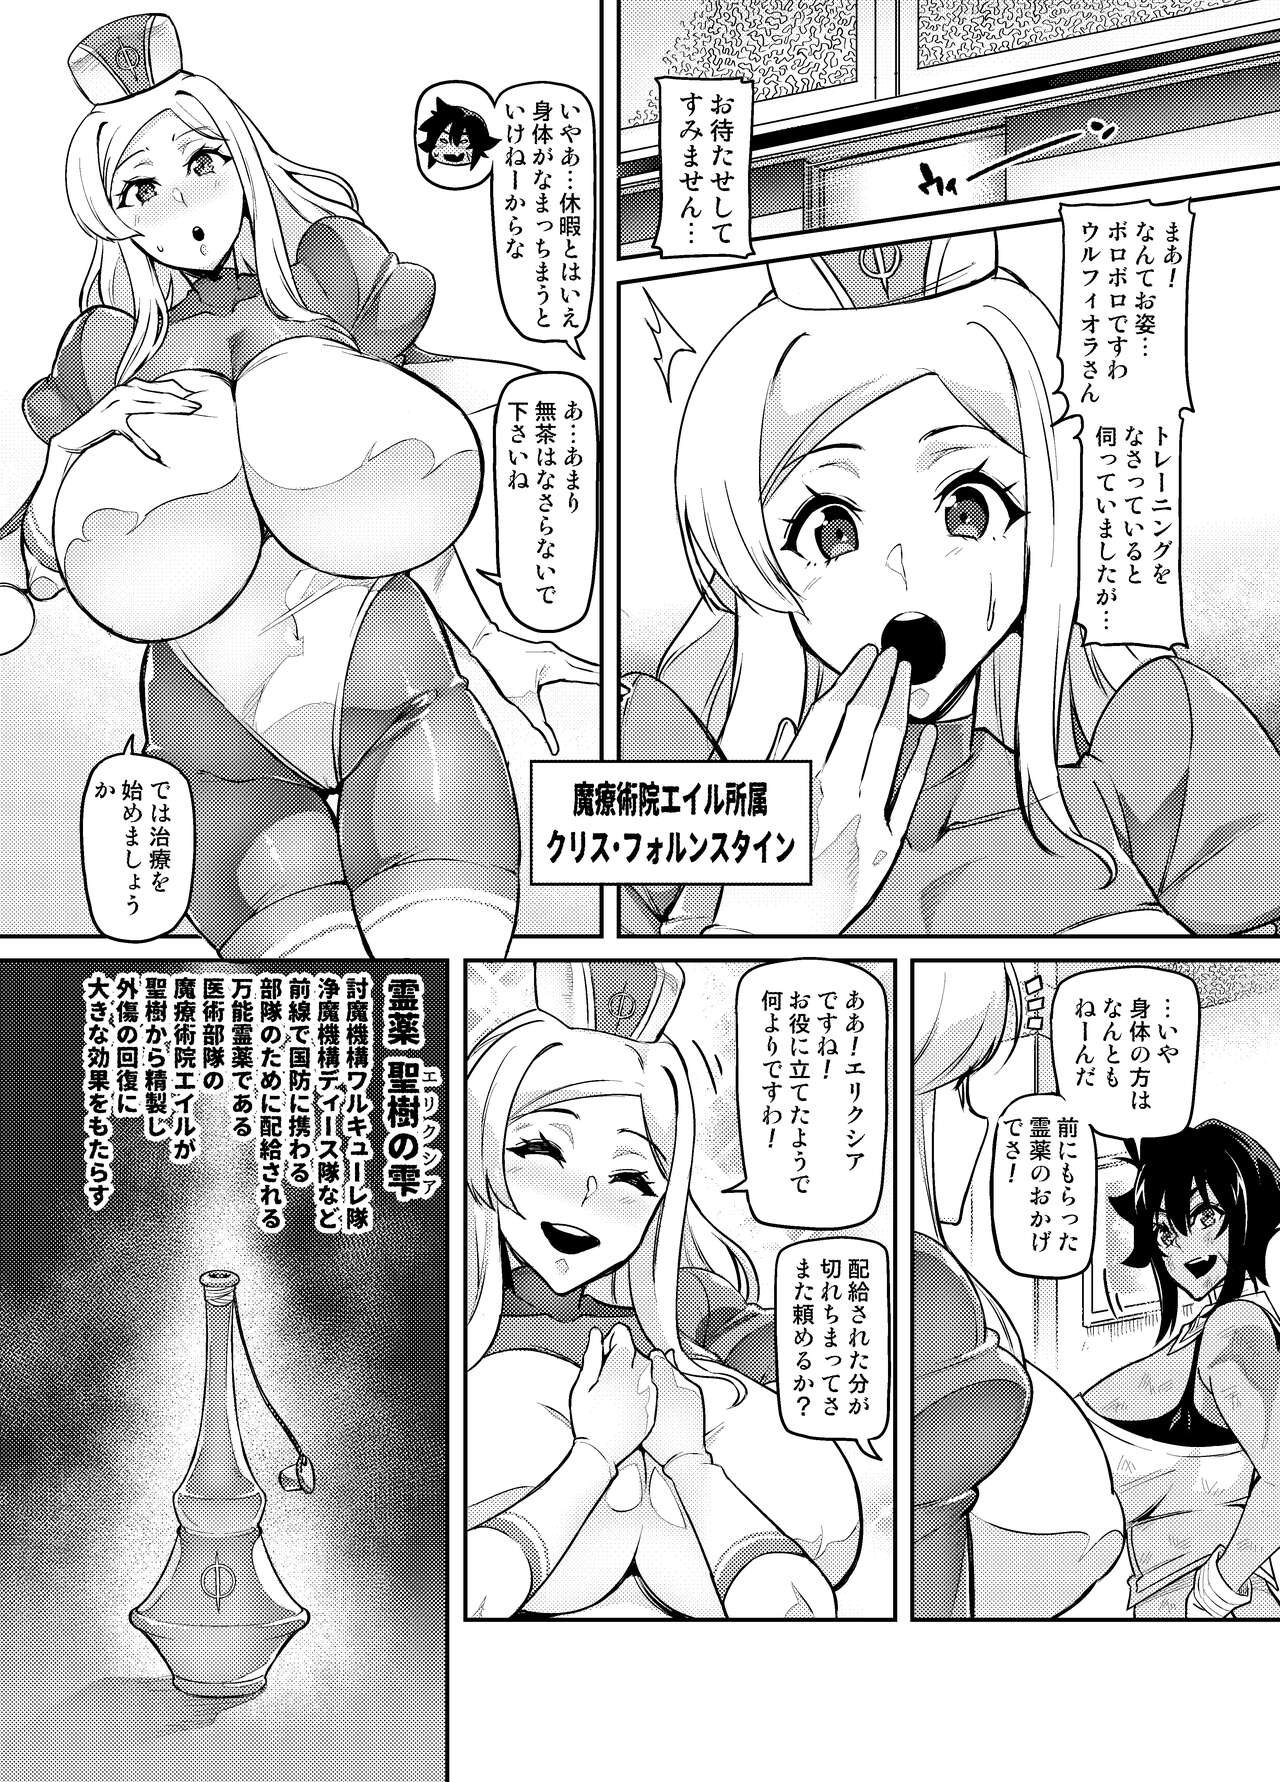 お待たせして
すみません…
ウィーン
まあ!
なんてお姿…
ボロボロですわ
ウルフィオラさん
トレーニングを
なさっていると
伺っていましたが…
魔療術院エイル所属
クリス・フォルンスタイン
いやあ…休暇とはいえ
身体がなまっちまうと
いけねーからな
あ…あまり
無茶はなさらないで
下さいね
では治療を
始めましょう
か
…いや
身体の方は
なんとも
ねーんだ
前にもらった
霊薬のおかげ
でさ!
ああ!エリクシア
ですね!
お役に立てたようで
何よりですわ!
配給された分が
切れちまってさ
また頼めるか?
霊薬 聖樹の雫
エリクシア
討魔機構ワルキューレ隊
浄魔機構ディース隊など
前線で国防に携わる
部隊のために配給される
万能霊薬である
医術部隊の
魔療術院エイルが
聖樹から精製し
外傷の回復に
大きな効果をもたらす